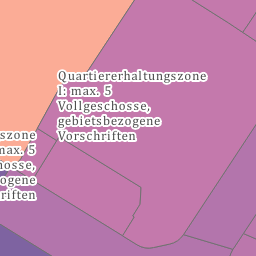 Quartiererhaltungszone
I: max. 5
Vollgeschosse,
gebietsbezogene
Vorschriften
szone
max. 5
hosse,
ogene
riften